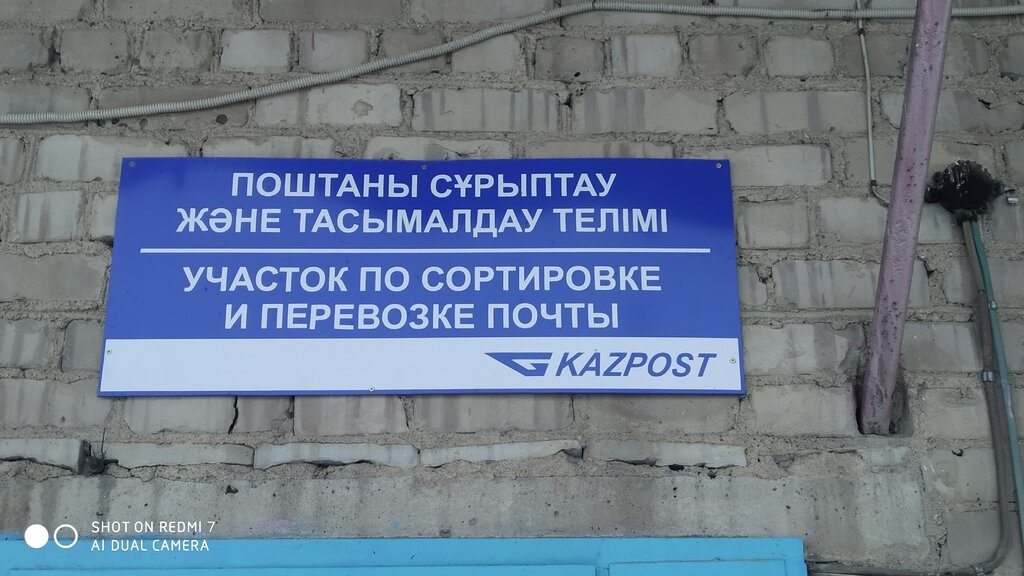 ПОШТАНЫ СҰРЫПТАУ
ЖӘНЕ ТАСЫМАЛДАУ ТЕЛІМІ
УЧАСТОК ПО СОРТИРОВКЕ
И ПЕРЕВОЗКЕ ПОЧТЫ
KAZPOST
SHOT ON REDMI 7
AI DUAL CAMERA